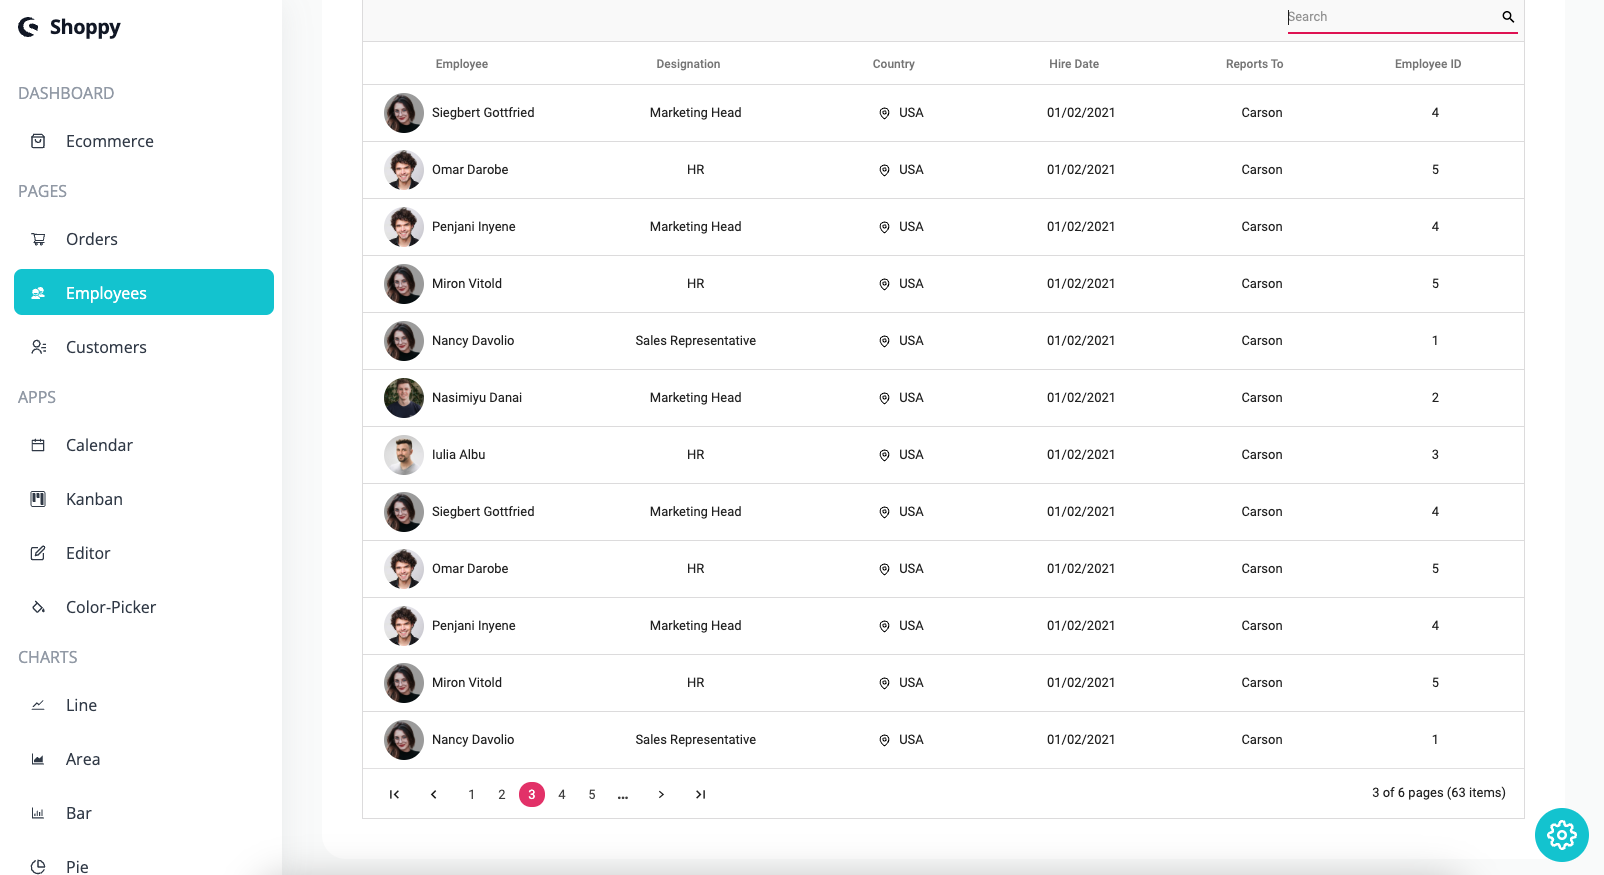 Shoppy
DASHBOARD
Ecommerce
PAGES
Orders
Employees
Customers
APPS
Calendar
Kanban
Editor
Color-Picker
CHARTS
Line
Area
Bar
Pie
Search
Employee Designation Country Hire Date Reports To Employee ID
Siegbert Gottfried Marketing Head USA 01/02/2021 Carson 4
Omar Darobe HR USA 01/02/2021 Carson 5
Penjani Inyene Marketing Head USA 01/02/2021 Carson 4
Miron Vitold HR USA 01/02/2021 Carson 5
Nancy Davolio Sales Representative USA 01/02/2021 Carson 1
Nasimiyu Danai Marketing Head USA 01/02/2021 Carson 2
Iulia Albu HR USA 01/02/2021 Carson 3
Siegbert Gottfried Marketing Head USA 01/02/2021 Carson 4
Omar Darobe HR USA 01/02/2021 Carson 5
Penjani Inyene Marketing Head USA 01/02/2021 Carson 4
Miron Vitold HR USA 01/02/2021 Carson 5
Nancy Davolio Sales Representative USA 01/02/2021 Carson 1
1 2 3 4 5 ... 3 of 6 pages (63 items)